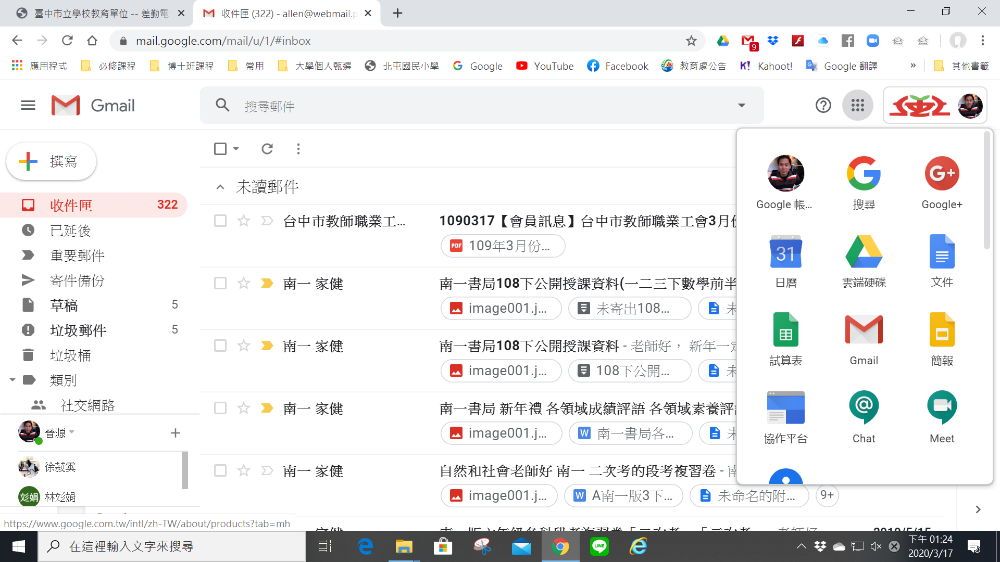 臺中市立學校教育單位 -- 差勤電
收件匣 (322) - allen@webmail.p
mail.google.com/mail/u/1/#inbox
9
應用程式 必修課程 博士班課程 常用 大學個人甄選 北屯國民小學 Google YouTube Facebook 教育處公告 K! Kahoot! Google 翻譯 » 其他書籤
Gmail
搜尋郵件
撰寫
收件匣 322
已延後
重要郵件
寄件備份
草稿 5
垃圾郵件 5
垃圾桶
類別
社交網路
晉源
徐菽霙
彣娟 林彣娟
未讀郵件
台中市教師職業工... 1090317【會員訊息】台中市教師職業工會3月份
PDF 109年3月份...
南一 家健 南一書局108下公開授課資料(一二三下數學前半
image001.j... 未寄出108... 未
南一 家健 南一書局108下公開授課資料 - 老師好， 新年一定
image001.j... 108下公開... 未
南一 家健 南一書局 新年禮 各領域成績評語 各領域素養評
image001.j... W 南一書局各... 未
南一 家健 自然和社會老師好 南一 二次考的段考複習卷 - 南
image001.j... W A南一版3下... 未命名的附... 9+
Google 帳... 搜尋 G+ Google+
31
日曆 雲端硬碟 文件
試算表 Gmail 簡報
協作平台 Chat Meet
https://www.google.com.tw/intl/zh-TW/about/products?tab=mh
在這裡輸入文字來搜尋
LINE
下午 01:24
2020/3/17